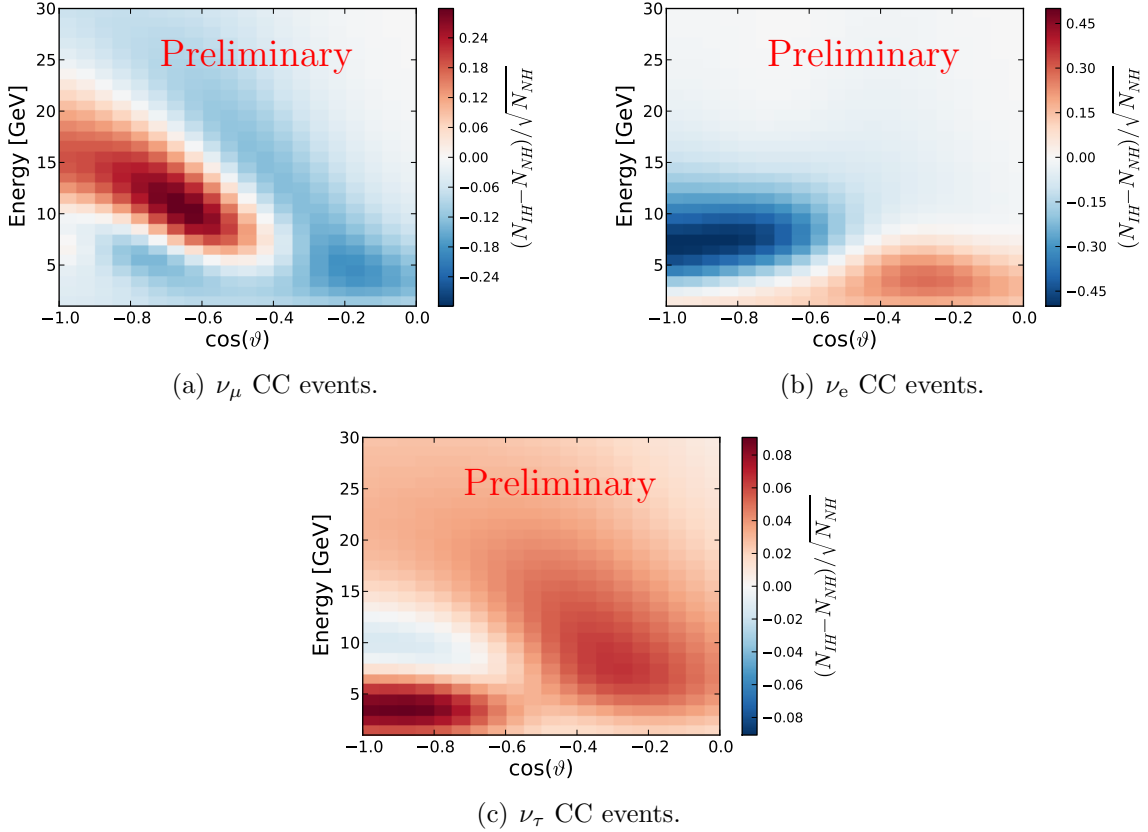 Preliminary
Energy [GeV]
30
25
20
15
10
5
−1.0 −0.8 −0.6 −0.4 −0.2 0.0
cos(ϑ)
0.24
0.18
0.12
0.06
0.00
−0.06
−0.12
−0.18
−0.24
(N_IH−N_NH)/√N_NH
(a) ν_μ CC events.
Preliminary
Energy [GeV]
30
25
20
15
10
5
−1.0 −0.8 −0.6 −0.4 −0.2 0.0
cos(ϑ)
0.45
0.30
0.15
0.00
−0.15
−0.30
−0.45
(N_IH−N_NH)/√N_NH
(b) ν_e CC events.
Preliminary
Energy [GeV]
30
25
20
15
10
5
−1.0 −0.8 −0.6 −0.4 −0.2 0.0
cos(ϑ)
0.08
0.06
0.04
0.02
0.00
−0.02
−0.04
−0.06
−0.08
(N_IH−N_NH)/√N_NH
(c) ν_τ CC events.